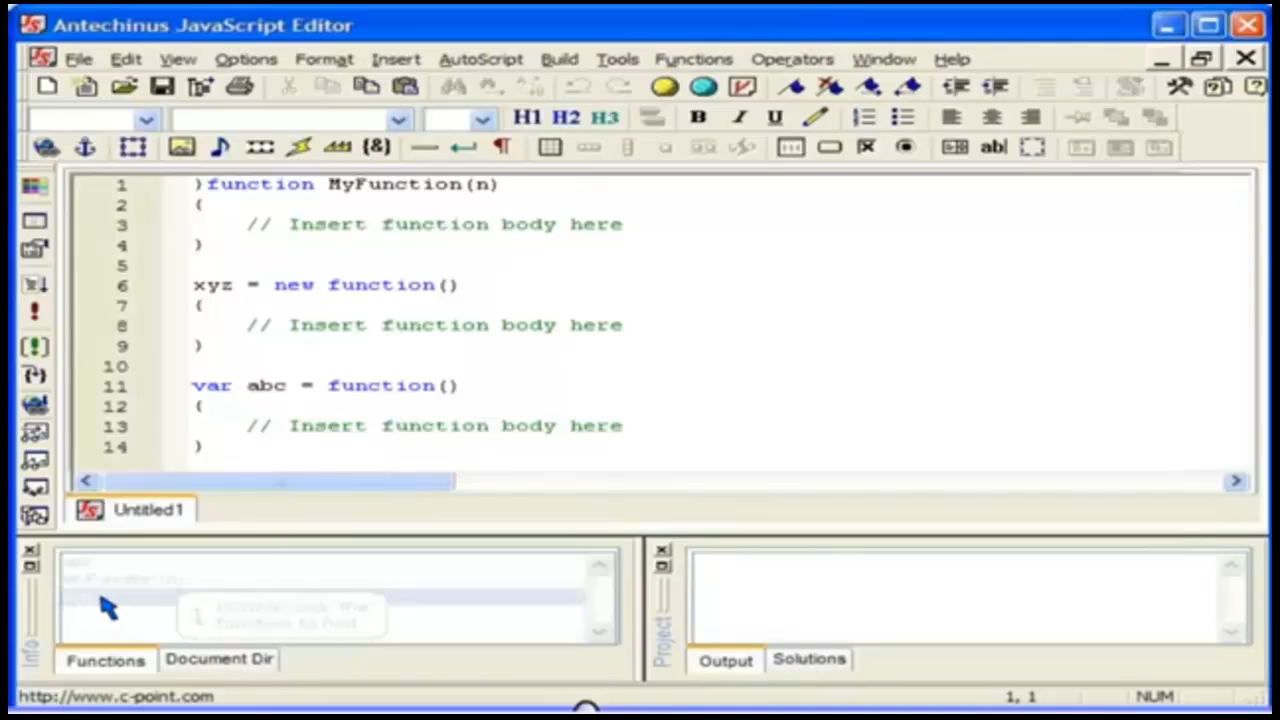 Antechinus JavaScript Editor
File Edit View Options Format Insert AutoScript Build Tools Functions Operators Window Help
H1 H2 H3 B I U
{&} ab|
1 }function MyFunction(n)
2 {
3 // Insert function body here
4 }
5
6 xyz = new function()
7 {
8 // Insert function body here
9 }
10
11 var abc = function()
12 {
13 // Insert function body here
14 }
Untitled1
Info
Functions Document Dir
Project
Output Solutions
http://www.c-point.com 1, 1 NUM